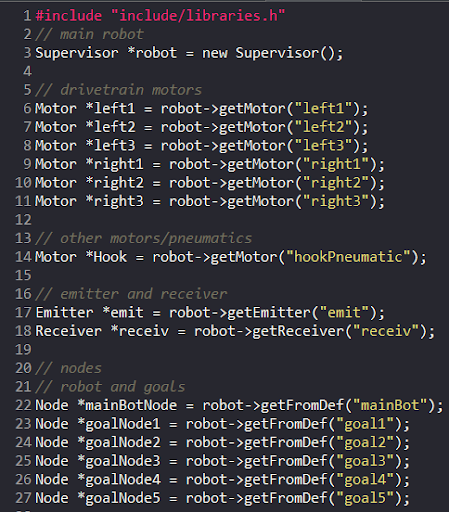 1 #include "include/libraries.h"
2 // main robot
3 Supervisor *robot = new Supervisor();
4
5 // drivetrain motors
6 Motor *left1 = robot->getMotor("left1");
7 Motor *left2 = robot->getMotor("left2");
8 Motor *left3 = robot->getMotor("left3");
9 Motor *right1 = robot->getMotor("right1");
10 Motor *right2 = robot->getMotor("right2");
11 Motor *right3 = robot->getMotor("right3");
12
13 // other motors/pneumatics
14 Motor *Hook = robot->getMotor("hookPneumatic");
15
16 // emitter and receiver
17 Emitter *emit = robot->getEmitter("emit");
18 Receiver *receiv = robot->getReceiver("receiv");
19
20 // nodes
21 // robot and goals
22 Node *mainBotNode = robot->getFromDef("mainBot");
23 Node *goalNode1 = robot->getFromDef("goal1");
24 Node *goalNode2 = robot->getFromDef("goal2");
25 Node *goalNode3 = robot->getFromDef("goal3");
26 Node *goalNode4 = robot->getFromDef("goal4");
27 Node *goalNode5 = robot->getFromDef("goal5");